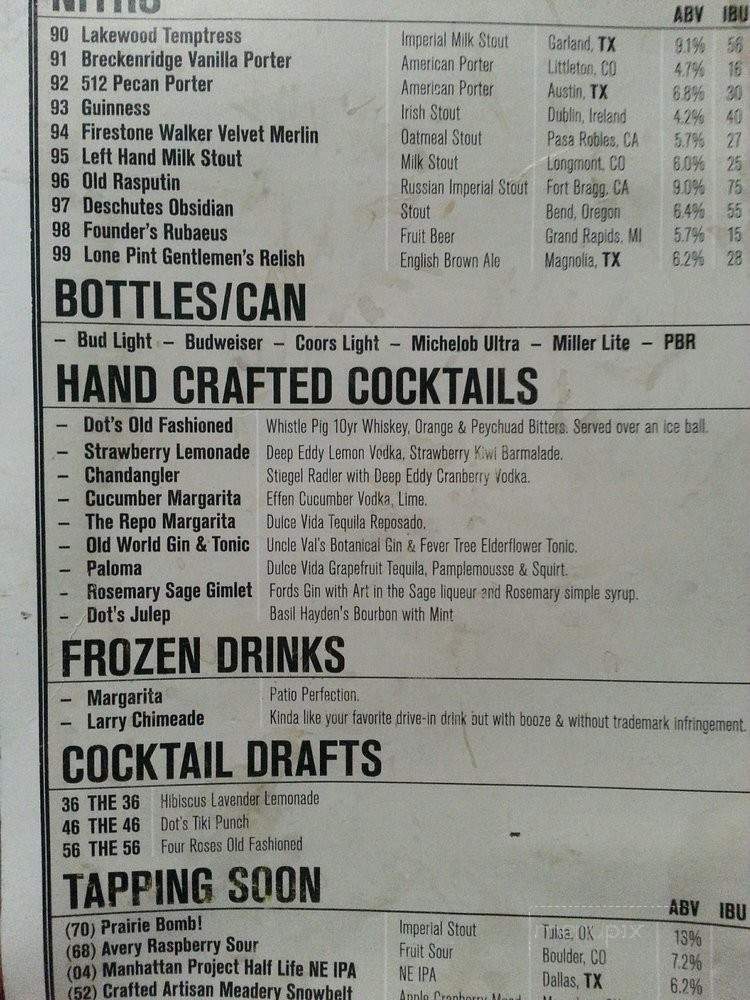 NITRO
ABV IBU
90 Lakewood Temptress Imperial Milk Stout Garland, TX 9.1% 56
91 Breckenridge Vanilla Porter American Porter Littleton, CO 4.7% 16
92 512 Pecan Porter American Porter Austin, TX 6.8% 30
93 Guinness Irish Stout Dublin, Ireland 4.2% 40
94 Firestone Walker Velvet Merlin Oatmeal Stout Pasa Robles, CA 5.7% 27
95 Left Hand Milk Stout Milk Stout Longmont, CO 6.0% 25
96 Old Rasputin Russian Imperial Stout Fort Bragg, CA 9.0% 75
97 Deschutes Obsidian Stout Bend, Oregon 6.4% 55
98 Founder's Rubaeus Fruit Beer Grand Rapids, MI 5.7% 15
99 Lone Pint Gentlemen's Relish English Brown Ale Magnolia, TX 6.2% 28
BOTTLES/CAN
– Bud Light – Budweiser – Coors Light – Michelob Ultra – Miller Lite – PBR
HAND CRAFTED COCKTAILS
– Dot's Old Fashioned Whistle Pig 10yr Whiskey, Orange & Peychuad Bitters. Served over an ice ball.
– Strawberry Lemonade Deep Eddy Lemon Vodka, Strawberry Kiwi Barmalade.
– Chandangler Stiegel Radler with Deep Eddy Cranberry Vodka.
– Cucumber Margarita Effen Cucumber Vodka, Lime.
– The Repo Margarita Dulce Vida Tequila Reposado.
– Old World Gin & Tonic Uncle Val's Botanical Gin & Fever Tree Elderflower Tonic.
– Paloma Dulce Vida Grapefruit Tequila, Pamplemousse & Squirt.
– Rosemary Sage Gimlet Fords Gin with Art in the Sage liqueur and Rosemary simple syrup.
– Dot's Julep Basil Hayden's Bourbon with Mint
FROZEN DRINKS
– Margarita Patio Perfection.
– Larry Chimeade Kinda like your favorite drive-in drink but with booze & without trademark infringement.
COCKTAIL DRAFTS
36 THE 36 Hibiscus Lavender Lemonade
46 THE 46 Dot's Tiki Punch
56 THE 56 Four Roses Old Fashioned
TAPPING SOON
ABV IBU
(70) Prairie Bomb! Imperial Stout Tulsa, OK 13%
(68) Avery Raspberry Sour Fruit Sour Boulder, CO 7.2%
(04) Manhattan Project Half Life NE IPA NE IPA Dallas, TX 6.2%
(52) Crafted Artisan Meadery Snowbelt Apple Cranberry Mead